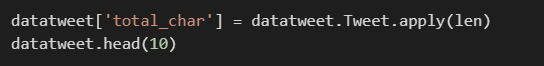 datatweet['total_char'] = datatweet.Tweet.apply(len)
datatweet.head(10)